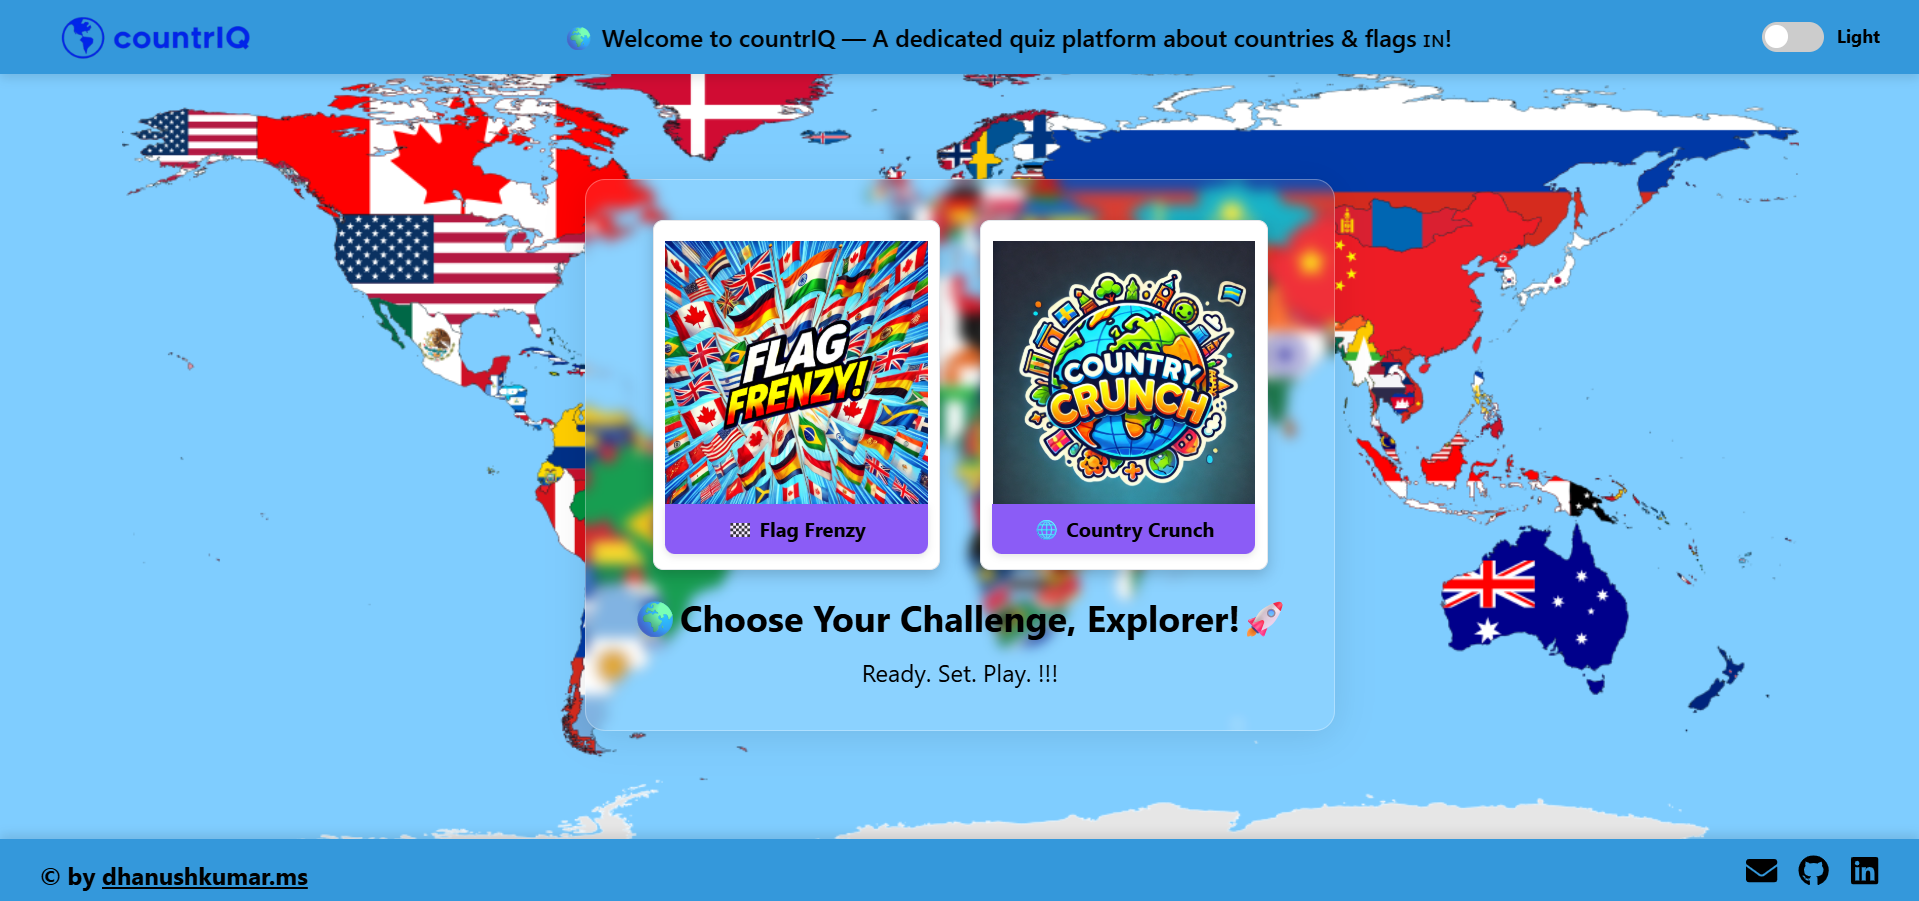 countrIQ
🌍 Welcome to countrIQ — A dedicated quiz platform about countries & flags 🇮🇳!
Light
FLAG
FRENZY!
COUNTRY
CRUNCH
🏁 Flag Frenzy
🌐 Country Crunch
🌍 Choose Your Challenge, Explorer! 🚀
Ready. Set. Play. !!!
© by dhanushkumar.ms